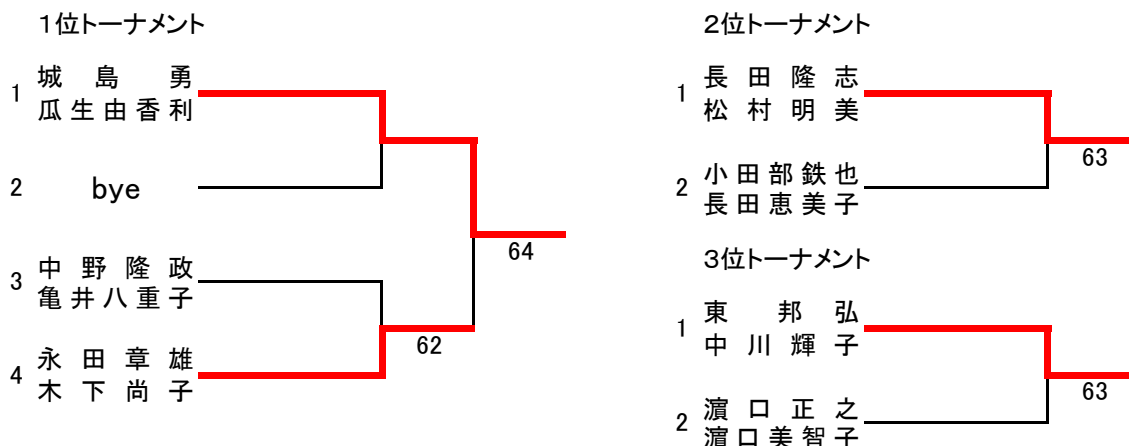 1位トーナメント
1
城島勇
瓜生由香利
2
bye
3
中野隆政
亀井八重子
62
4
永田章雄
木下尚子
64
2位トーナメント
1
長田隆志
松村明美
63
2
小田部鉄也
長田恵美子
3位トーナメント
1
東邦弘
中川輝子
63
2
濵口正之
濵口美智子